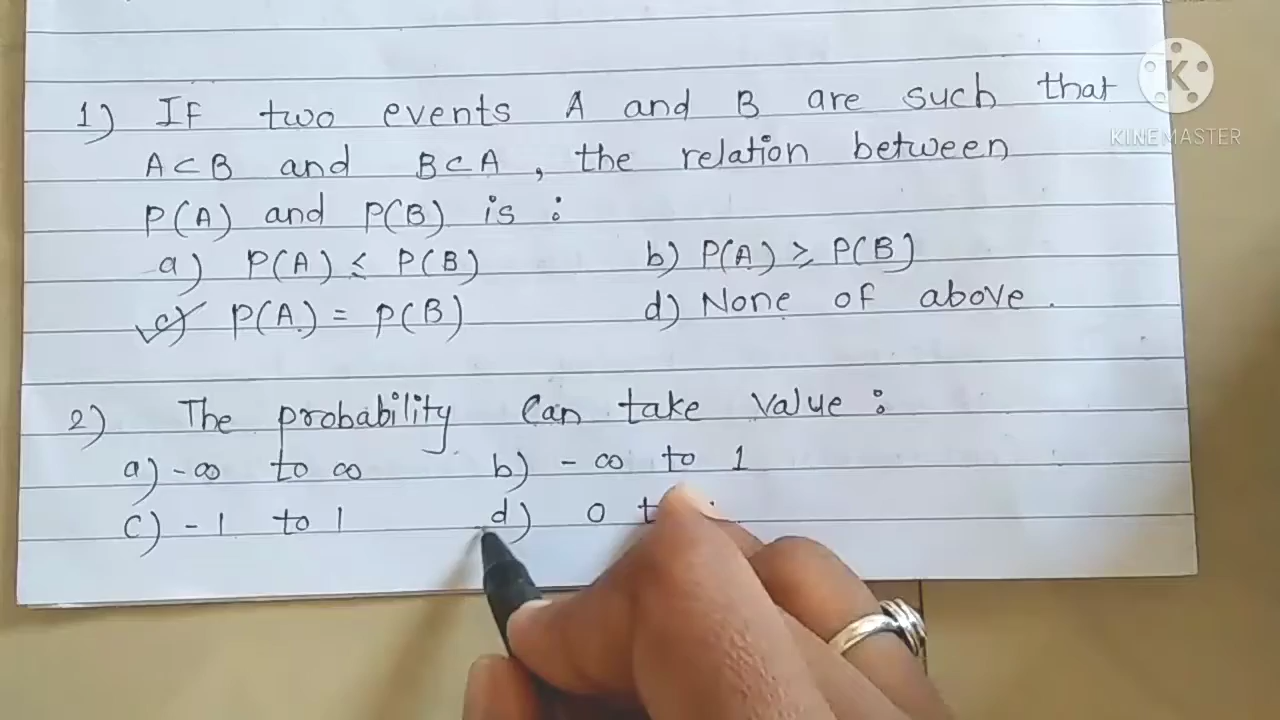 1) If two events A and B are such that
A⊂B and B⊂A, the relation between
P(A) and P(B) is :
a) P(A) ≤ P(B) b) P(A) ≥ P(B)
c) P(A) = P(B) d) None of above.
2) The probability can take value :
a) -∞ to ∞ b) -∞ to 1
c) -1 to 1 d) 0
KINEMASTER